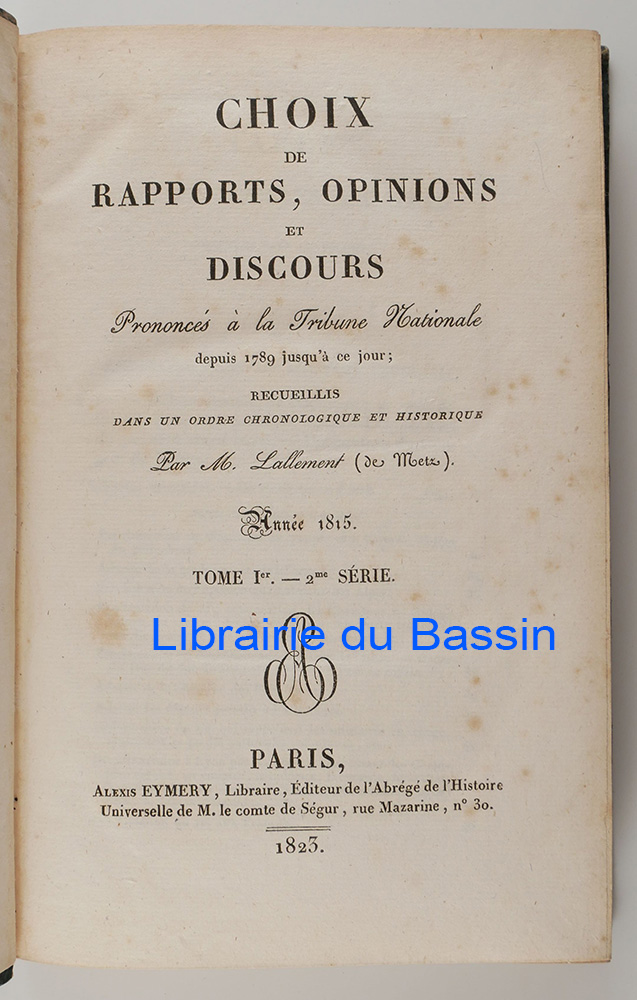 CHOIX
DE
RAPPORTS, OPINIONS
ET
DISCOURS
Prononcés à la Tribune Nationale
depuis 1789 jusqu'à ce jour;
RECUEILLIS
DANS UN ORDRE CHRONOLOGIQUE ET HISTORIQUE
Par M. Lallement (de Metz).
Année 1815.
TOME Ier. — 2me SÉRIE.
Librairie du Bassin
PARIS,
ALEXIS EYMERY, Libraire, Éditeur de l'Abrégé de l'Histoire
Universelle de M. le comte de Ségur, rue Mazarine, n° 30.
1823.